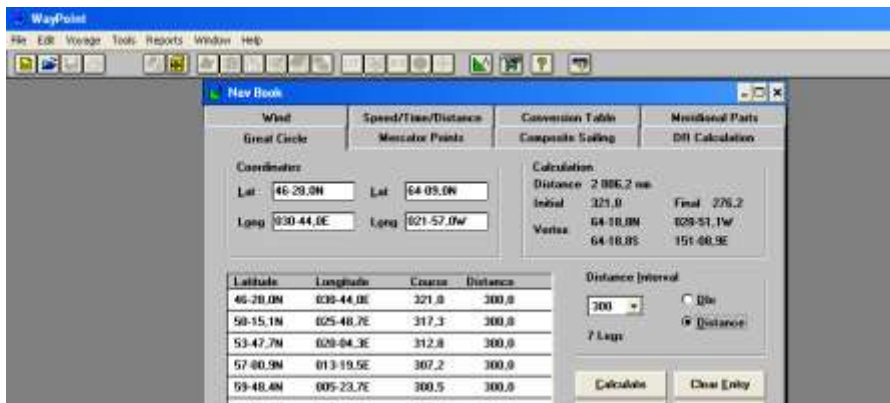 WayPoint
File Edit Voyage Tools Reports Window Help
Nav Book
Wind Speed/Time/Distance Conversion Table Meridional Parts
Great Circle Mercator Points Composite Sailing DR Calculation
Coordinates
Lat 46-28,0N Lat 64-09,0N
Long 030-44,0E Long 021-57,0W
Calculation
Distance 2 006,2 nm
Initial 321,0 Final 276,2
Vertex 64-18,0N 028-51,1W
64-18,0S 151-08,9E
Latitude Longitude Course Distance
46-28,0N 030-44,0E 321,0 300,0
50-15,1N 025-48,7E 317,3 300,0
53-47,7N 020-04,3E 312,8 300,0
57-00,9N 013-19,5E 307,2 300,0
59-48,4N 005-23,7E 300,5 300,0
Distance Interval
300 Dlo
Distance
7 Legs
Calculate Clear Entry